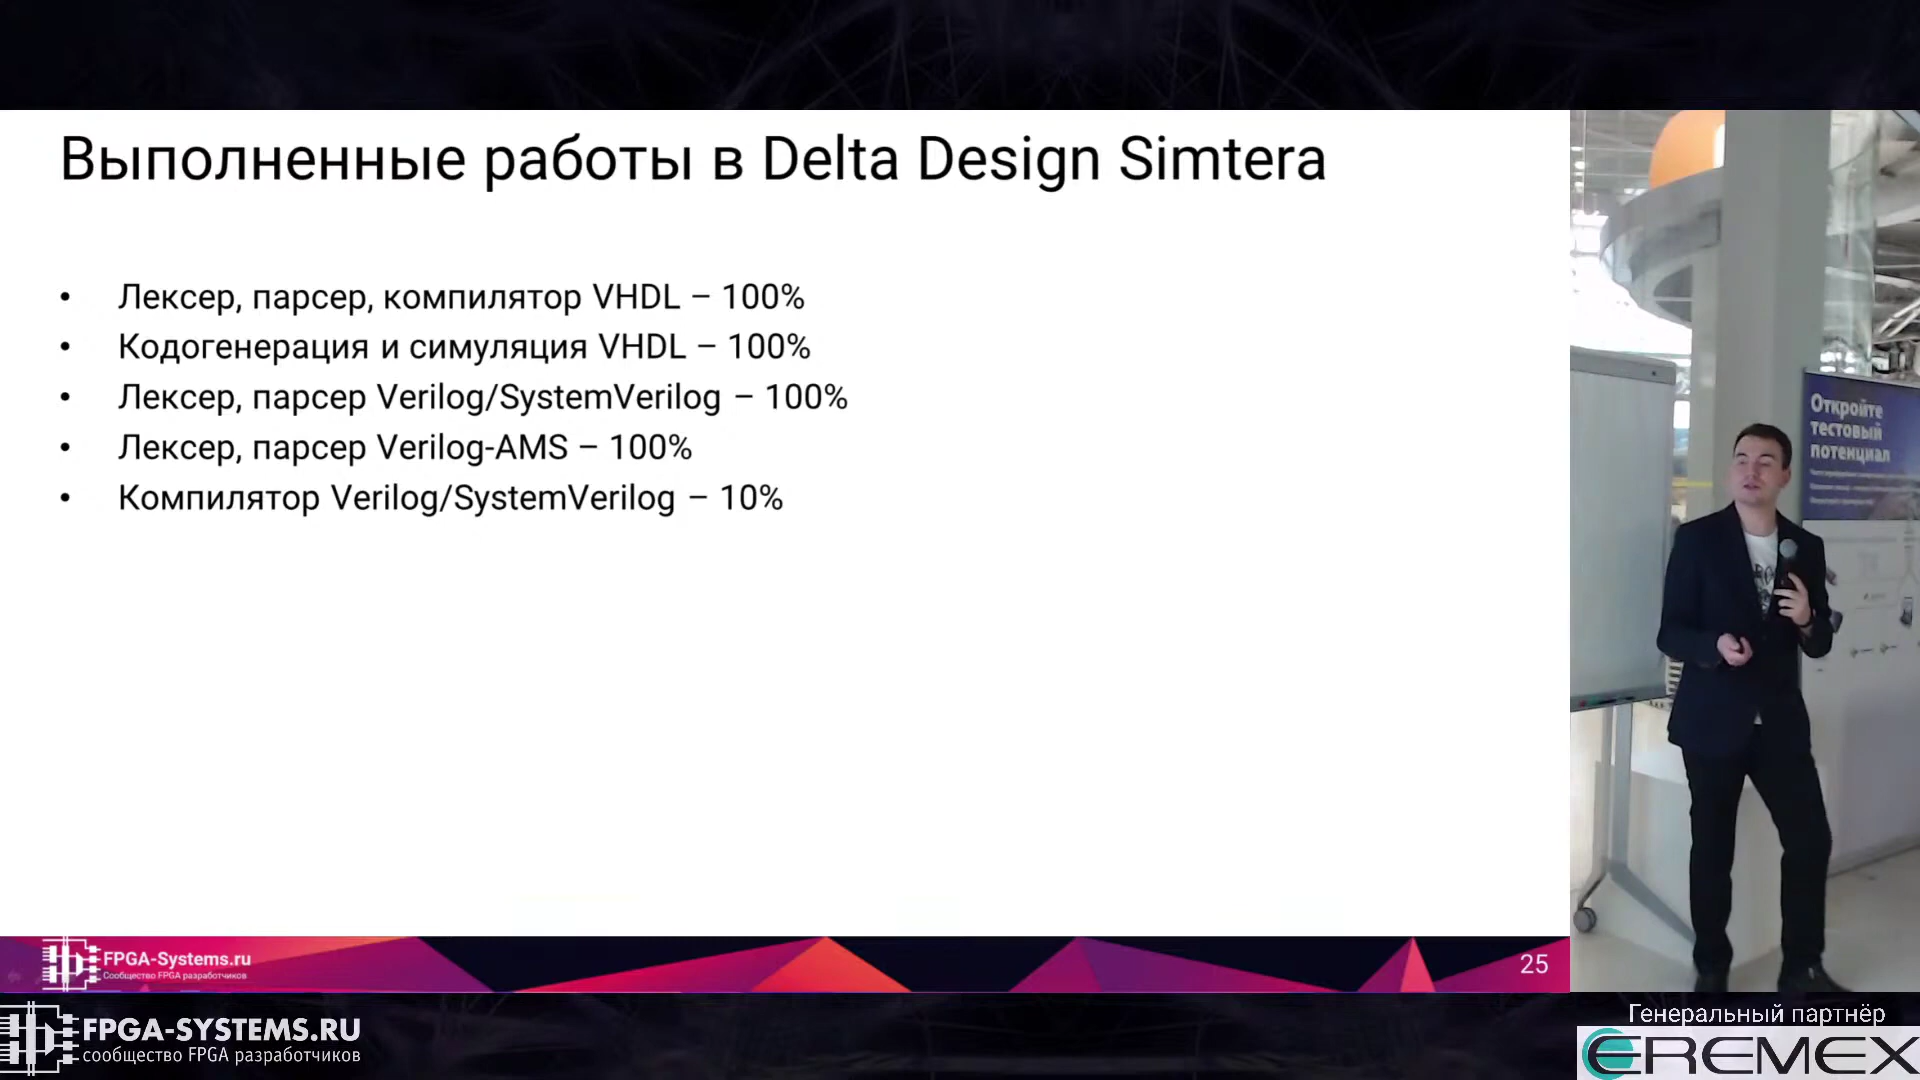 Выполненные работы в Delta Design Simtera
• Лексер, парсер, компилятор VHDL – 100%
• Кодогенерация и симуляция VHDL – 100%
• Лексер, парсер Verilog/SystemVerilog – 100%
• Лексер, парсер Verilog-AMS – 100%
• Компилятор Verilog/SystemVerilog – 10%
Откройте
тестовый
потенциал
FPGA-Systems.ru
Сообщество FPGA разработчиков
25
FPGA-SYSTEMS.RU
сообщество FPGA разработчиков
Генеральный партнёр
EREMEX